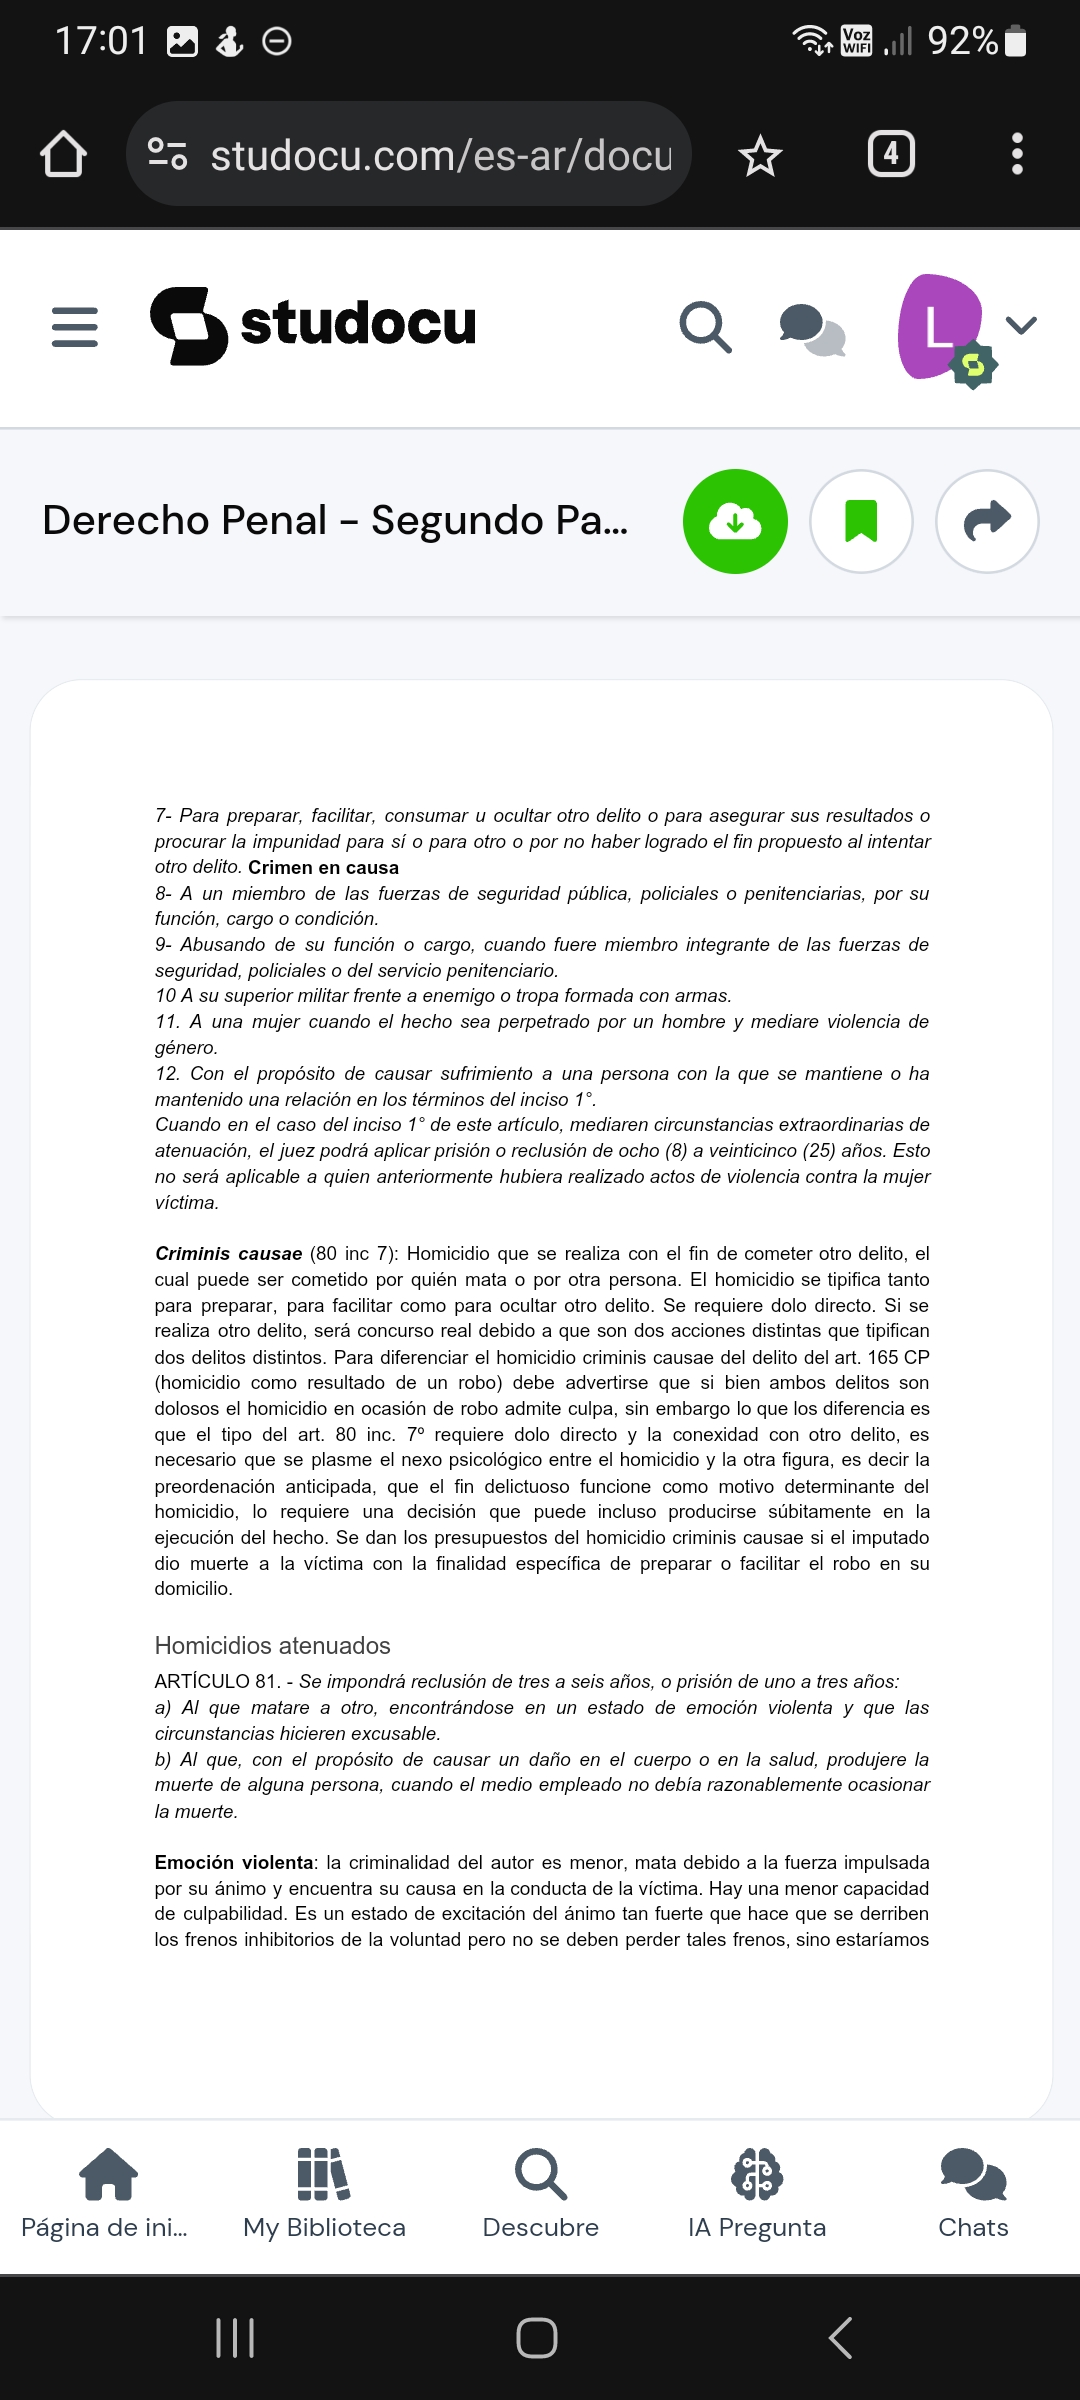 17:01
Voz WIFI
92%
studocu.com/es-ar/docu
4
studocu
L
Derecho Penal - Segundo Pa...
7- Para preparar, facilitar, consumar u ocultar otro delito o para asegurar sus resultados o
procurar la impunidad para sí o para otro o por no haber logrado el fin propuesto al intentar
otro delito. Crimen en causa
8- A un miembro de las fuerzas de seguridad pública, policiales o penitenciarias, por su
función, cargo o condición.
9- Abusando de su función o cargo, cuando fuere miembro integrante de las fuerzas de
seguridad, policiales o del servicio penitenciario.
10 A su superior militar frente a enemigo o tropa formada con armas.
11. A una mujer cuando el hecho sea perpetrado por un hombre y mediare violencia de
género.
12. Con el propósito de causar sufrimiento a una persona con la que se mantiene o ha
mantenido una relación en los términos del inciso 1°.
Cuando en el caso del inciso 1° de este artículo, mediaren circunstancias extraordinarias de
atenuación, el juez podrá aplicar prisión o reclusión de ocho (8) a veinticinco (25) años. Esto
no será aplicable a quien anteriormente hubiera realizado actos de violencia contra la mujer
víctima.
Criminis causae (80 inc 7): Homicidio que se realiza con el fin de cometer otro delito, el
cual puede ser cometido por quién mata o por otra persona. El homicidio se tipifica tanto
para preparar, para facilitar como para ocultar otro delito. Se requiere dolo directo. Si se
realiza otro delito, será concurso real debido a que son dos acciones distintas que tipifican
dos delitos distintos. Para diferenciar el homicidio criminis causae del delito del art. 165 CP
(homicidio como resultado de un robo) debe advertirse que si bien ambos delitos son
dolosos el homicidio en ocasión de robo admite culpa, sin embargo lo que los diferencia es
que el tipo del art. 80 inc. 7º requiere dolo directo y la conexidad con otro delito, es
necesario que se plasme el nexo psicológico entre el homicidio y la otra figura, es decir la
preordenación anticipada, que el fin delictuoso funcione como motivo determinante del
homicidio, lo requiere una decisión que puede incluso producirse súbitamente en la
ejecución del hecho. Se dan los presupuestos del homicidio criminis causae si el imputado
dio muerte a la víctima con la finalidad específica de preparar o facilitar el robo en su
domicilio.
Homicidios atenuados
ARTÍCULO 81. - Se impondrá reclusión de tres a seis años, o prisión de uno a tres años:
a) Al que matare a otro, encontrándose en un estado de emoción violenta y que las
circunstancias hicieren excusable.
b) Al que, con el propósito de causar un daño en el cuerpo o en la salud, produjere la
muerte de alguna persona, cuando el medio empleado no debía razonablemente ocasionar
la muerte.
Emoción violenta: la criminalidad del autor es menor, mata debido a la fuerza impulsada
por su ánimo y encuentra su causa en la conducta de la víctima. Hay una menor capacidad
de culpabilidad. Es un estado de excitación del ánimo tan fuerte que hace que se derriben
los frenos inhibitorios de la voluntad pero no se deben perder tales frenos, sino estaríamos
Página de ini...
My Biblioteca
Descubre
IA Pregunta
Chats